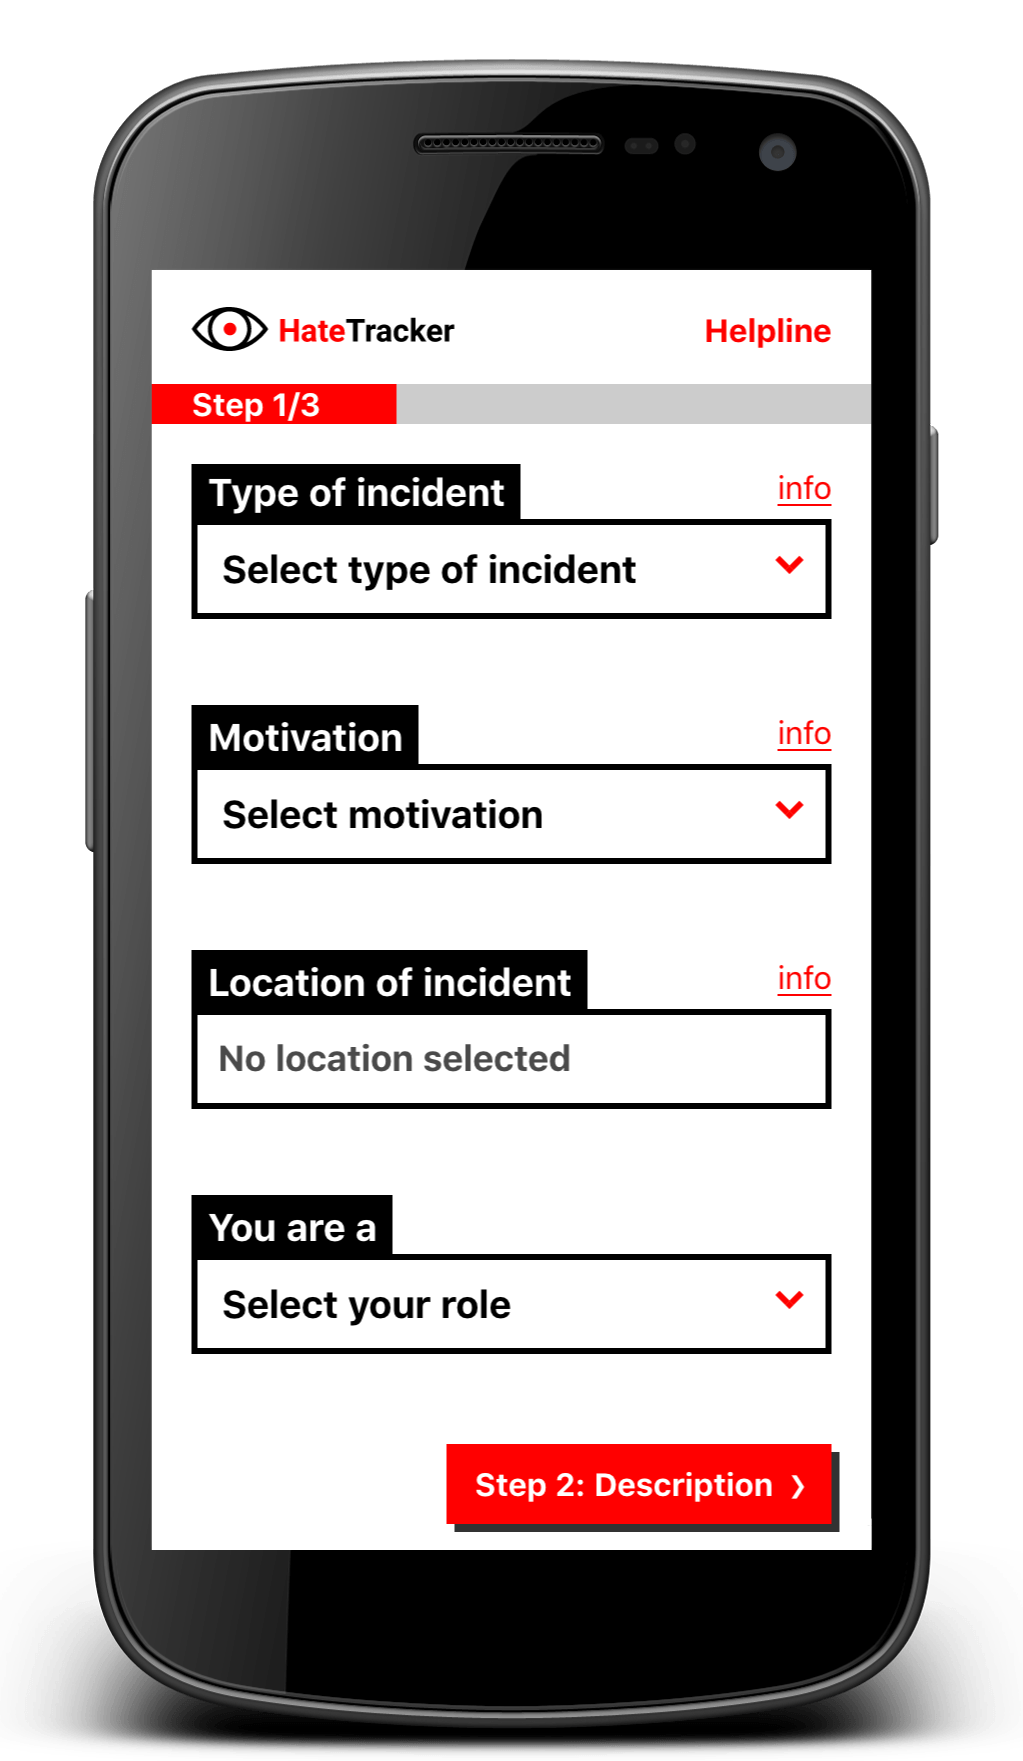 HateTracker
Helpline
Step 1/3
Type of incident
info
Select type of incident
Motivation
info
Select motivation
Location of incident
info
No location selected
You are a
Select your role
Step 2: Description ❯